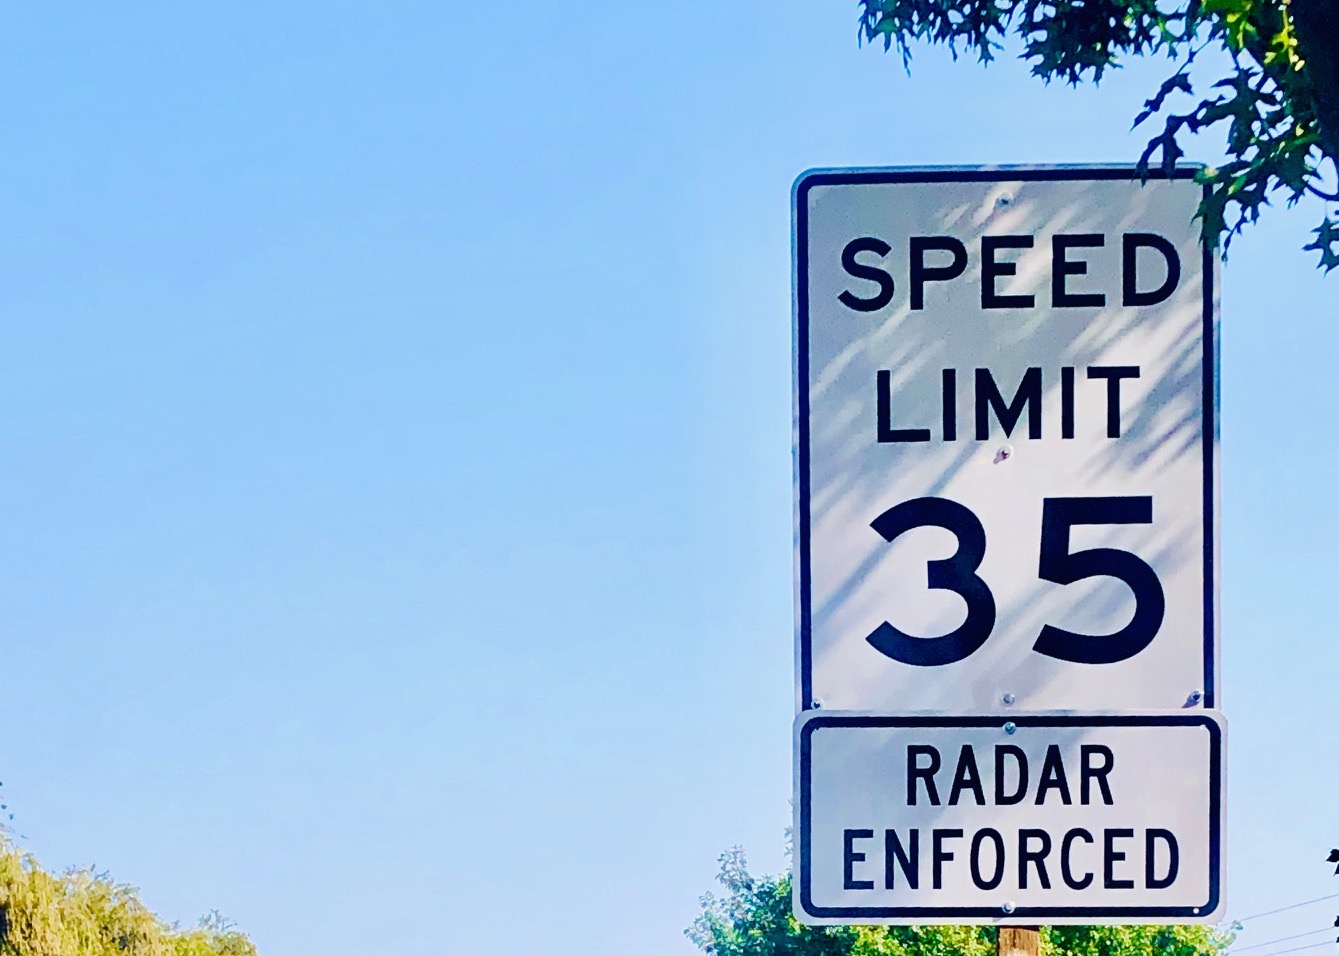 SPEED
LIMIT
35
RADAR
ENFORCED